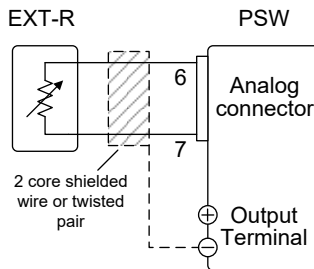 EXT-R
PSW
6
Analog
connector
7
2 core shielded
wire or twisted
pair
+
Output
Terminal
-